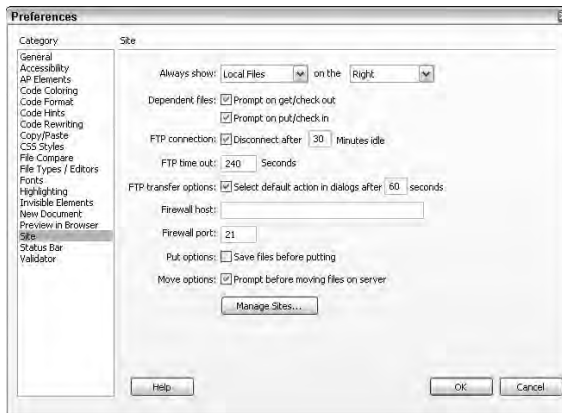 Preferences
Category
Site
General
Accessibility
AP Elements
Code Coloring
Code Format
Code Hints
Code Rewriting
Copy/Paste
CSS Styles
File Compare
File Types / Editors
Fonts
Highlighting
Invisible Elements
New Document
Preview in Browser
Site
Status Bar
Validator
Always show: Local Files on the Right
Dependent files: Prompt on get/check out
Prompt on put/check in
FTP connection: Disconnect after 30 Minutes idle
FTP time out: 240 Seconds
FTP transfer options: Select default action in dialogs after 60 seconds
Firewall host:
Firewall port: 21
Put options: Save files before putting
Move options: Prompt before moving files on server
Manage Sites...
Help OK Cancel